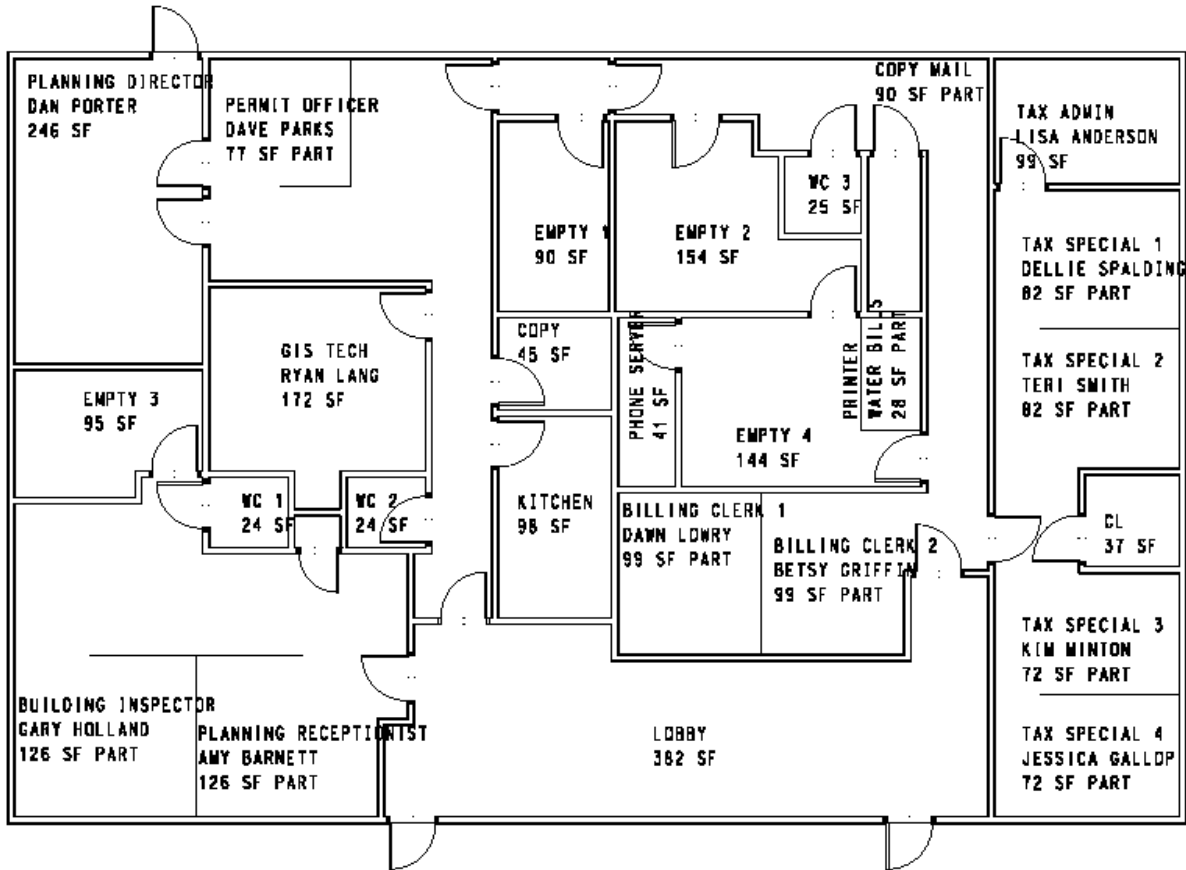 PLANNING DIRECTOR
DAN PORTER
246 SF
PERMIT OFFICER
DAVE PARKS
77 SF PART
COPY MAIL
90 SF PART
TAX ADMIN
LISA ANDERSON
99 SF
WC 3
25 SF
EMPTY 1
90 SF
EMPTY 2
154 SF
TAX SPECIAL 1
DELLIE SPALDING
82 SF PART
GIS TECH
RYAN LANG
172 SF
COPY
45 SF
PHONE SERVER
41 SF
PRINTER
WATER BILLS
28 SF PART
TAX SPECIAL 2
TERI SMITH
82 SF PART
EMPTY 3
95 SF
EMPTY 4
144 SF
WC 1
24 SF
WC 2
24 SF
KITCHEN
98 SF
BILLING CLERK 1
DAWN LOWRY
99 SF PART
BILLING CLERK 2
BETSY GRIFFIN
99 SF PART
CL
37 SF
TAX SPECIAL 3
KIM MINTON
72 SF PART
BUILDING INSPECTOR
GARY HOLLAND
126 SF PART
PLANNING RECEPTIONIST
AMY BARNETT
126 SF PART
LOBBY
382 SF
TAX SPECIAL 4
JESSICA GALLOP
72 SF PART